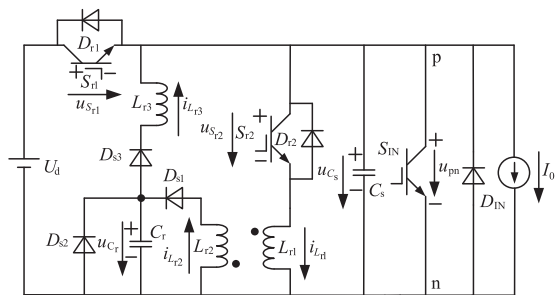 D_r1
p
+ S_r1 −
u_Sr1
L_r3
i_Lr3
u_Sr2
+
S_r2
−
D_r2
S_IN
+
U_d
D_s3
u_Cs
+
−
C_s
u_pn
−
D_IN
I_0
D_s1
D_s2
u_Cr
+
−
C_r
i_Lr2
L_r2
L_r1
i_Lr1
n